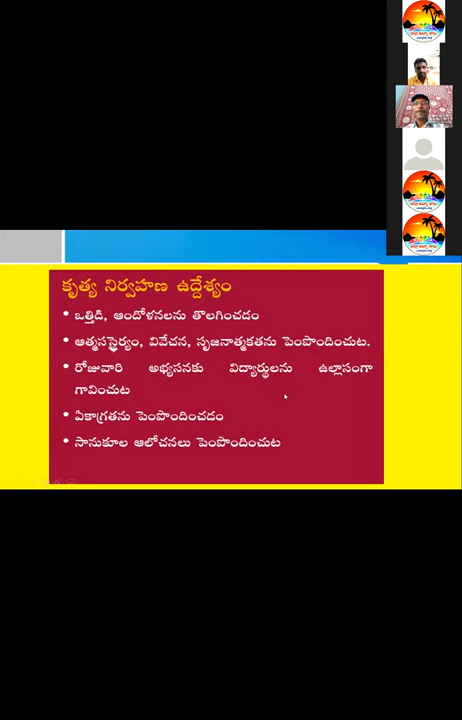 కృత్య నిర్వహణ ఉద్దేశ్యం
• ఒత్తిడి, ఆందోళనలను తొలగించడం
• ఆత్మసస్థైర్యం, వివేచన, సృజనాత్మకతను పెంపొందించుట.
• రోజువారి అభ్యసనకు విద్యార్థులను ఉల్లాసంగా
గావించుట
• ఏకాగ్రతను పెంపొందించడం
• సానుకూల ఆలోచనలు పెంపొందించుట